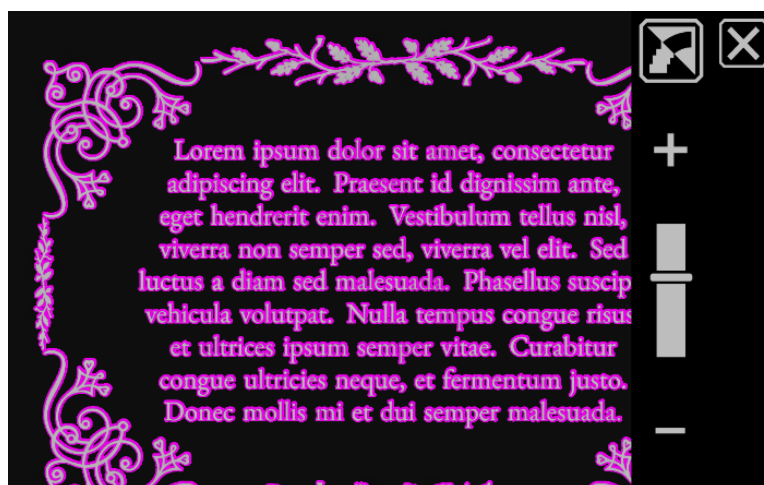 Lorem ipsum dolor sit amet, consectetur
adipiscing elit. Praesent id dignissim ante,
eget hendrerit enim. Vestibulum tellus nisl,
viverra non semper sed, viverra vel elit. Sed
luctus a diam sed malesuada. Phasellus suscip
vehicula volutpat. Nulla tempus congue risus
et ultrices ipsum semper vitae. Curabitur
congue ultricies neque, et fermentum justo.
Donec mollis mi et dui semper malesuada.